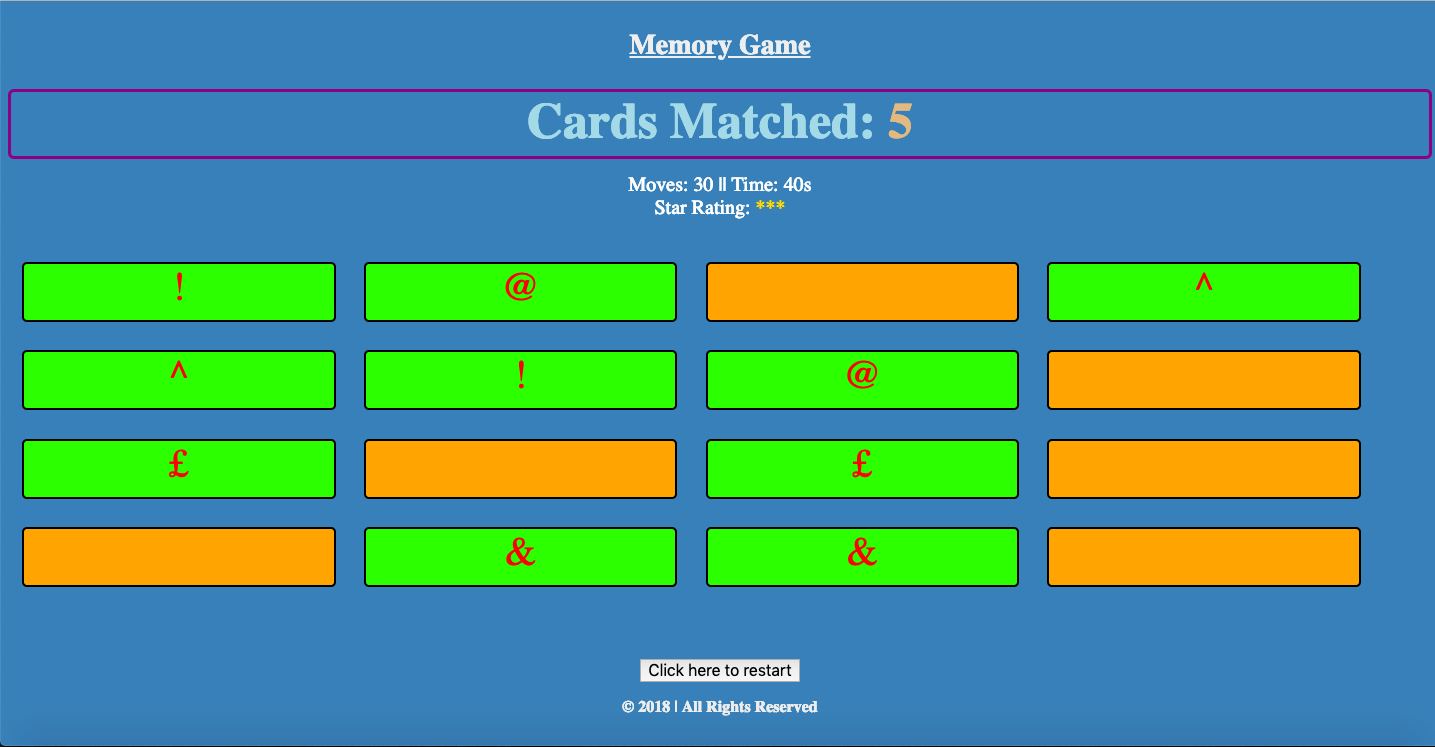 Memory Game
Cards Matched: 5
Moves: 30 || Time: 40s
Star Rating: ***
! @ ^
^ ! @
£ £
& &
Click here to restart
© 2018 | All Rights Reserved